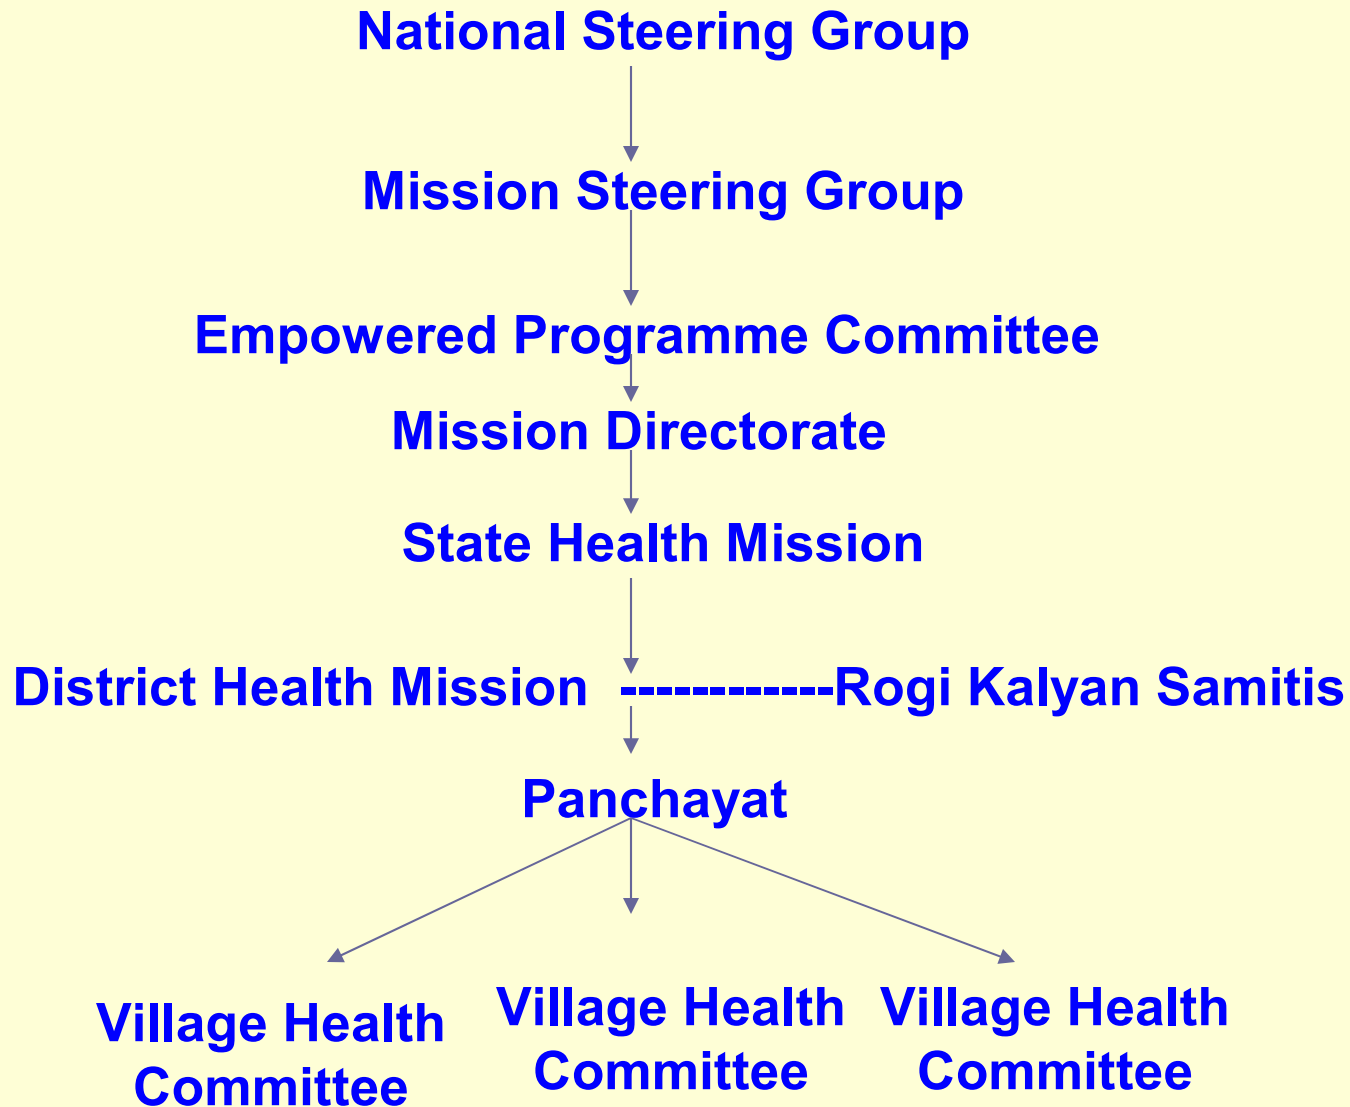 National Steering Group
Mission Steering Group
Empowered Programme Committee
Mission Directorate
State Health Mission
District Health Mission ------------Rogi Kalyan Samitis
Panchayat
Village Health
Committee
Village Health
Committee
Village Health
Committee